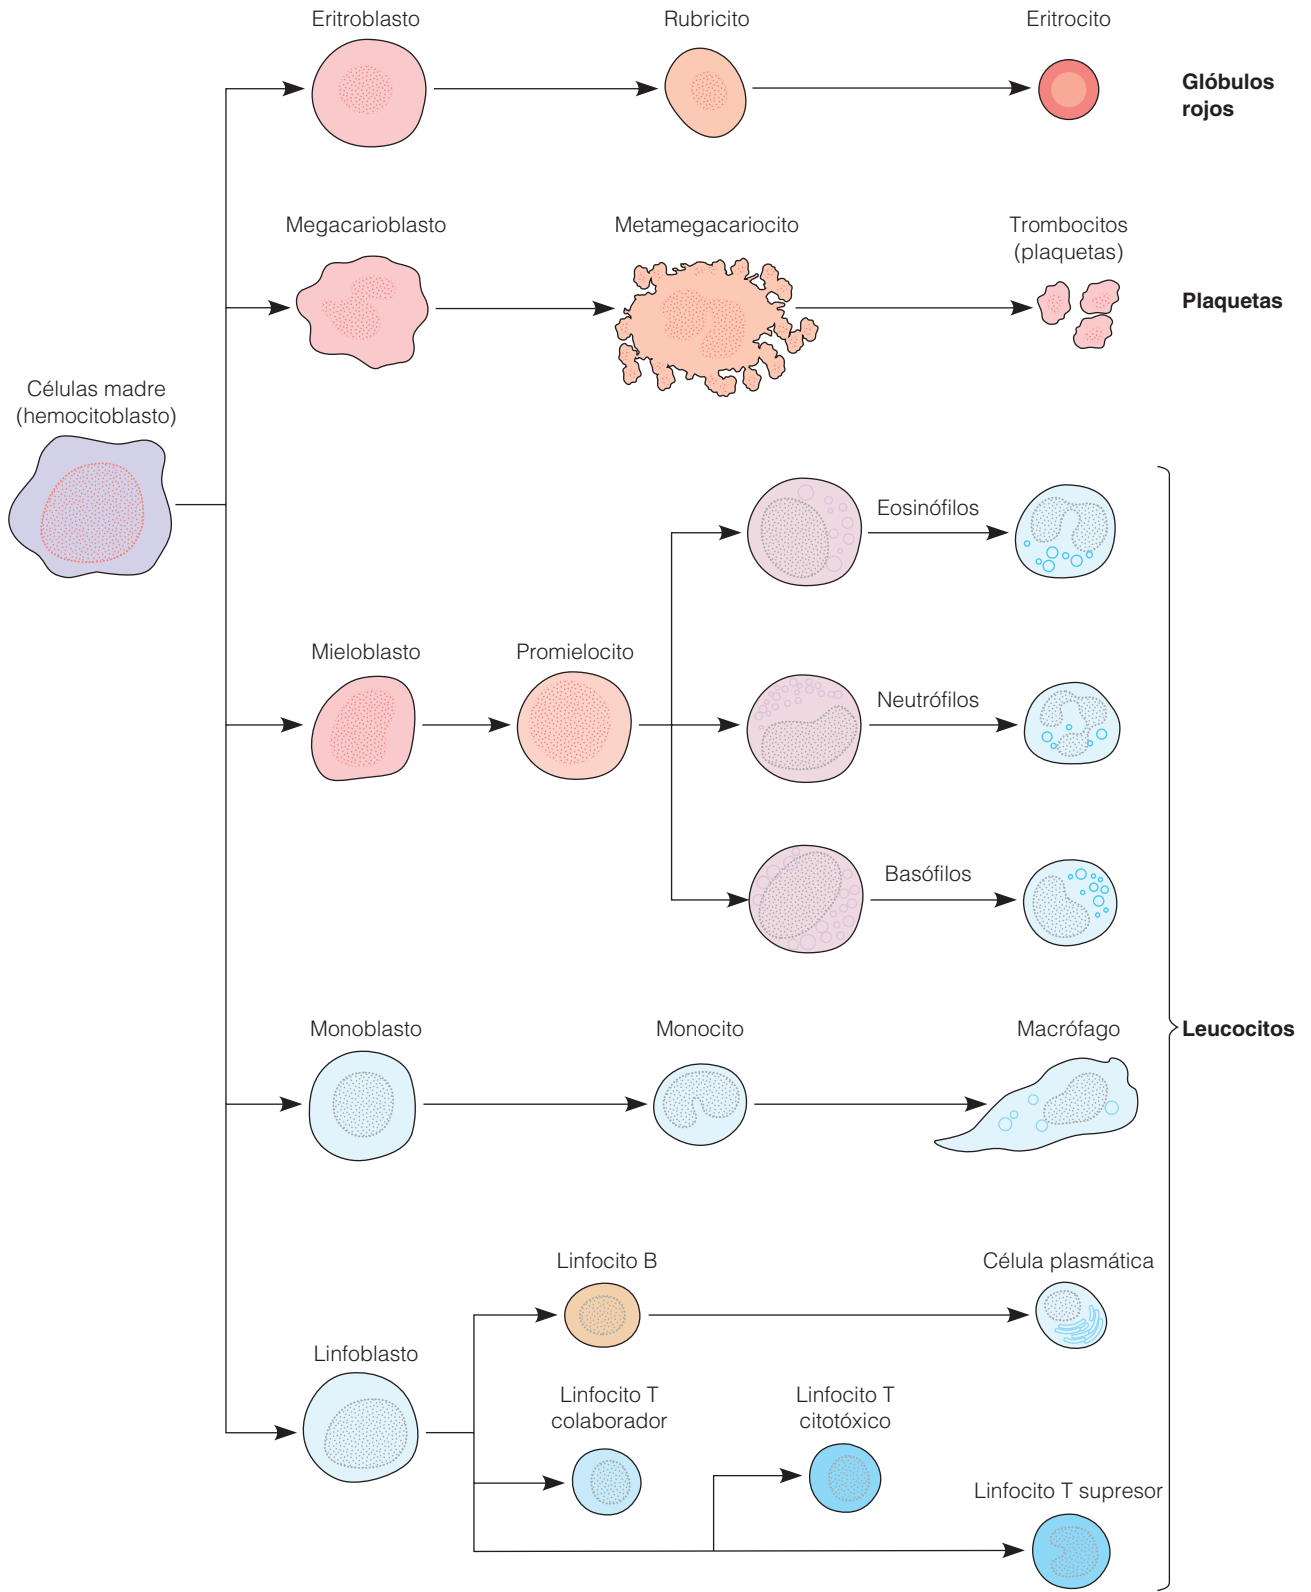 Eritroblasto
Rubricito
Eritrocito
Glóbulos
rojos
Megacarioblasto
Metamegacariocito
Trombocitos
(plaquetas)
Plaquetas
Células madre
(hemocitoblasto)
Eosinófilos
Mieloblasto
Promielocito
Neutrófilos
Basófilos
Monoblasto
Monocito
Macrófago
Leucocitos
Linfocito B
Célula plasmática
Linfoblasto
Linfocito T
colaborador
Linfocito T
citotóxico
Linfocito T supresor